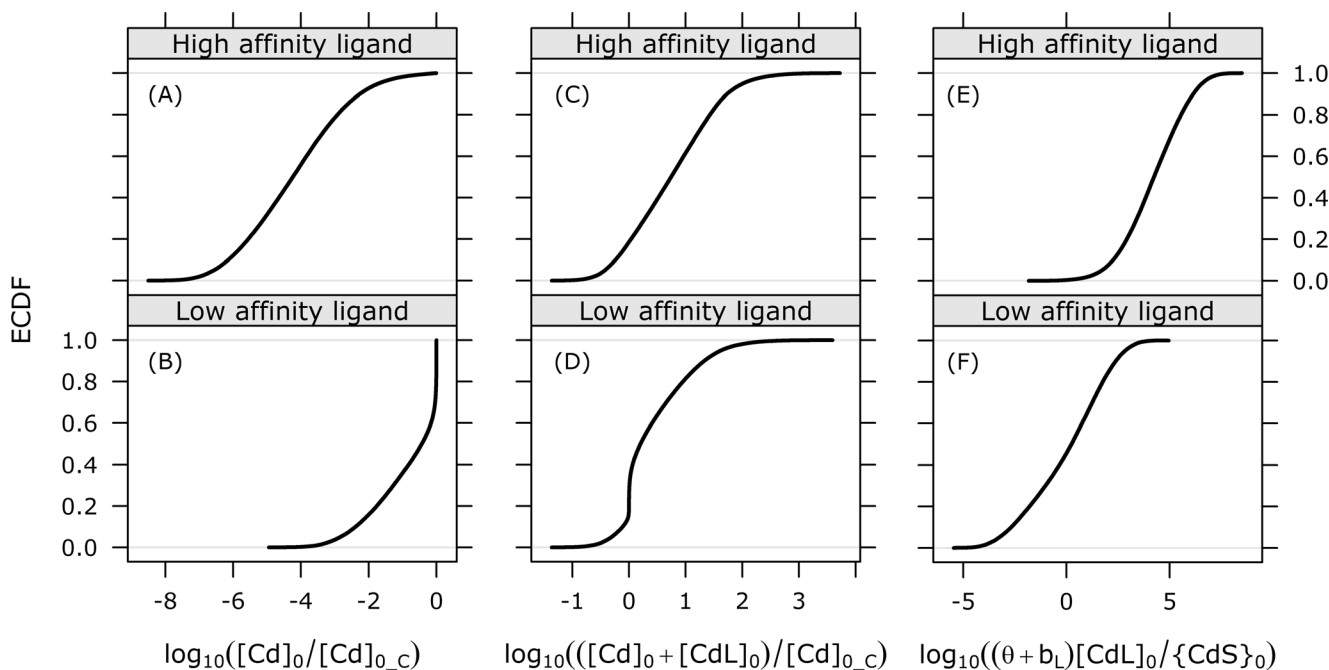 High affinity ligand High affinity ligand High affinity ligand
(A) (C) (E)
1.0
0.8
0.6
0.4
0.2
0.0
ECDF
Low affinity ligand Low affinity ligand Low affinity ligand
(B) (D) (F)
1.0
0.8
0.6
0.4
0.2
0.0
-8 -6 -4 -2 0 -1 0 1 2 3 -5 0 5
log₁₀([Cd]₀/[Cd]₀_C) log₁₀(([Cd]₀+[CdL]₀)/[Cd]₀_C) log₁₀((θ+b_L)[CdL]₀/{CdS}₀)